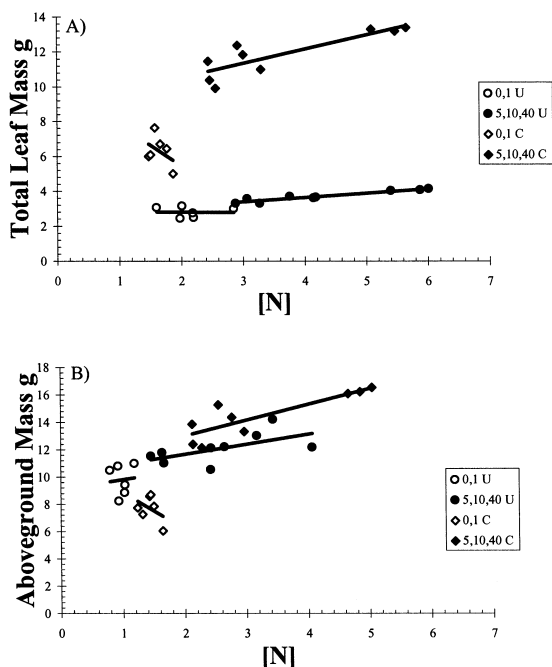 A)
Total Leaf Mass g
14
12
10
8
6
4
2
0
0 1 2 3 4 5 6 7
[N]
0,1 U
5,10,40 U
0,1 C
5,10,40 C
B)
Aboveground Mass g
18
16
14
12
10
8
6
4
2
0
0 1 2 3 4 5 6 7
[N]
0,1 U
5,10,40 U
0,1 C
5,10,40 C